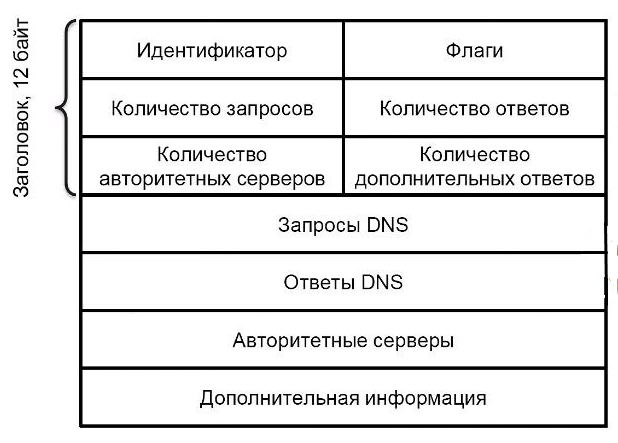 Заголовок, 12 байт
Идентификатор
Флаги
Количество запросов
Количество ответов
Количество
авторитетных серверов
Количество
дополнительных ответов
Запросы DNS
Ответы DNS
Авторитетные серверы
Дополнительная информация